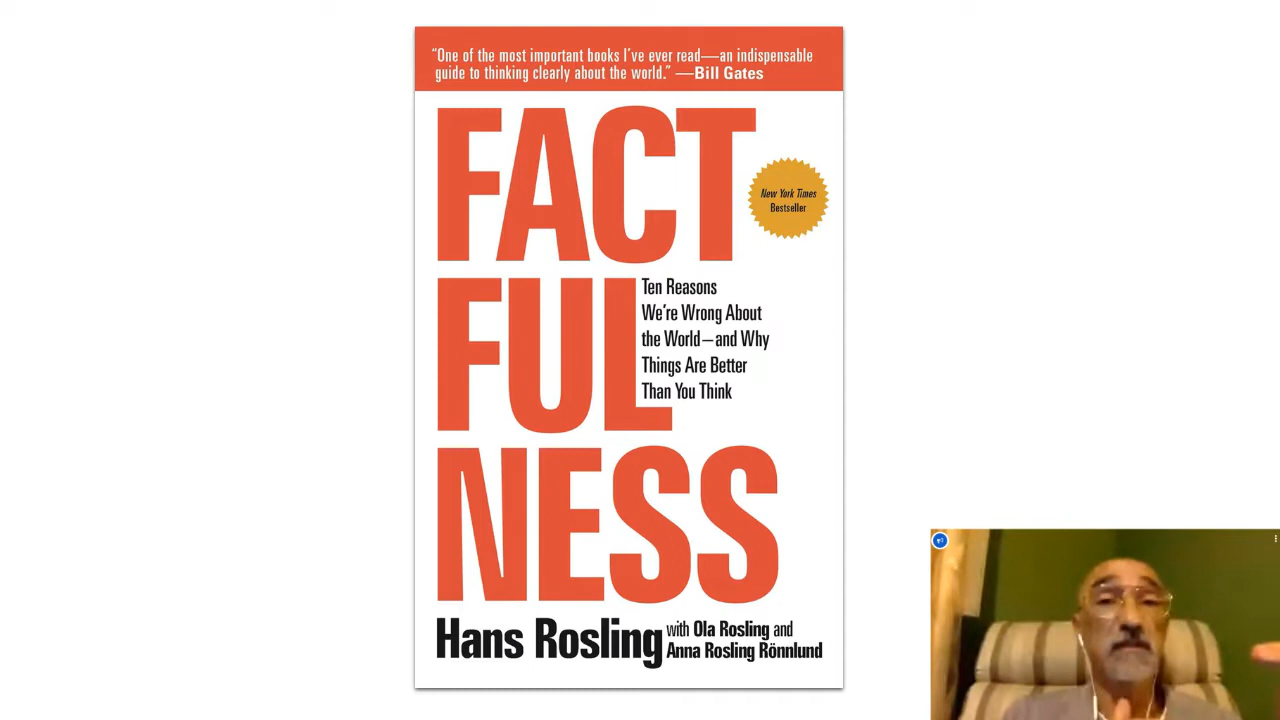 “One of the most important books I’ve ever read—an indispensable
guide to thinking clearly about the world.” —Bill Gates
FACT
New York Times
Bestseller
FUL
Ten Reasons
We’re Wrong About
the World—and Why
Things Are Better
Than You Think
NESS
Hans Rosling with Ola Rosling and
Anna Rosling Rönnlund